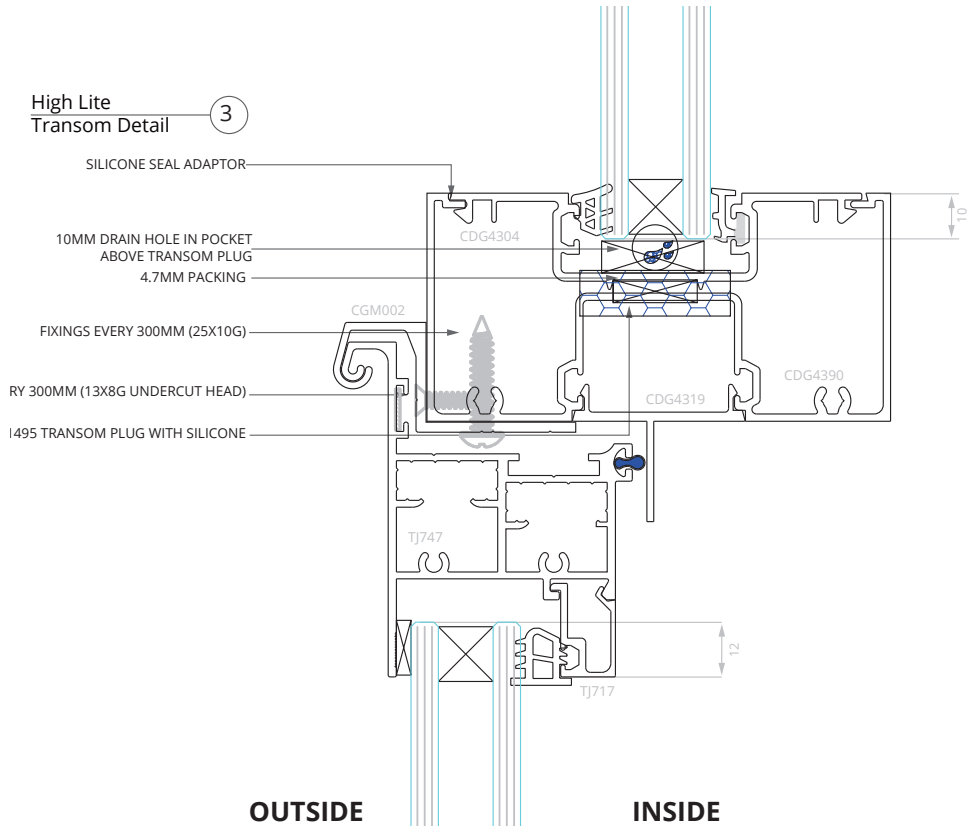 High Lite
Transom Detail
3
SILICONE SEAL ADAPTOR
10MM DRAIN HOLE IN POCKET
ABOVE TRANSOM PLUG
4.7MM PACKING
FIXINGS EVERY 300MM (25X10G)
RY 300MM (13X8G UNDERCUT HEAD)
1495 TRANSOM PLUG WITH SILICONE
CDG4304
CGM002
CDG4319
CDG4390
TJ747
TJ717
10
12
OUTSIDE
INSIDE